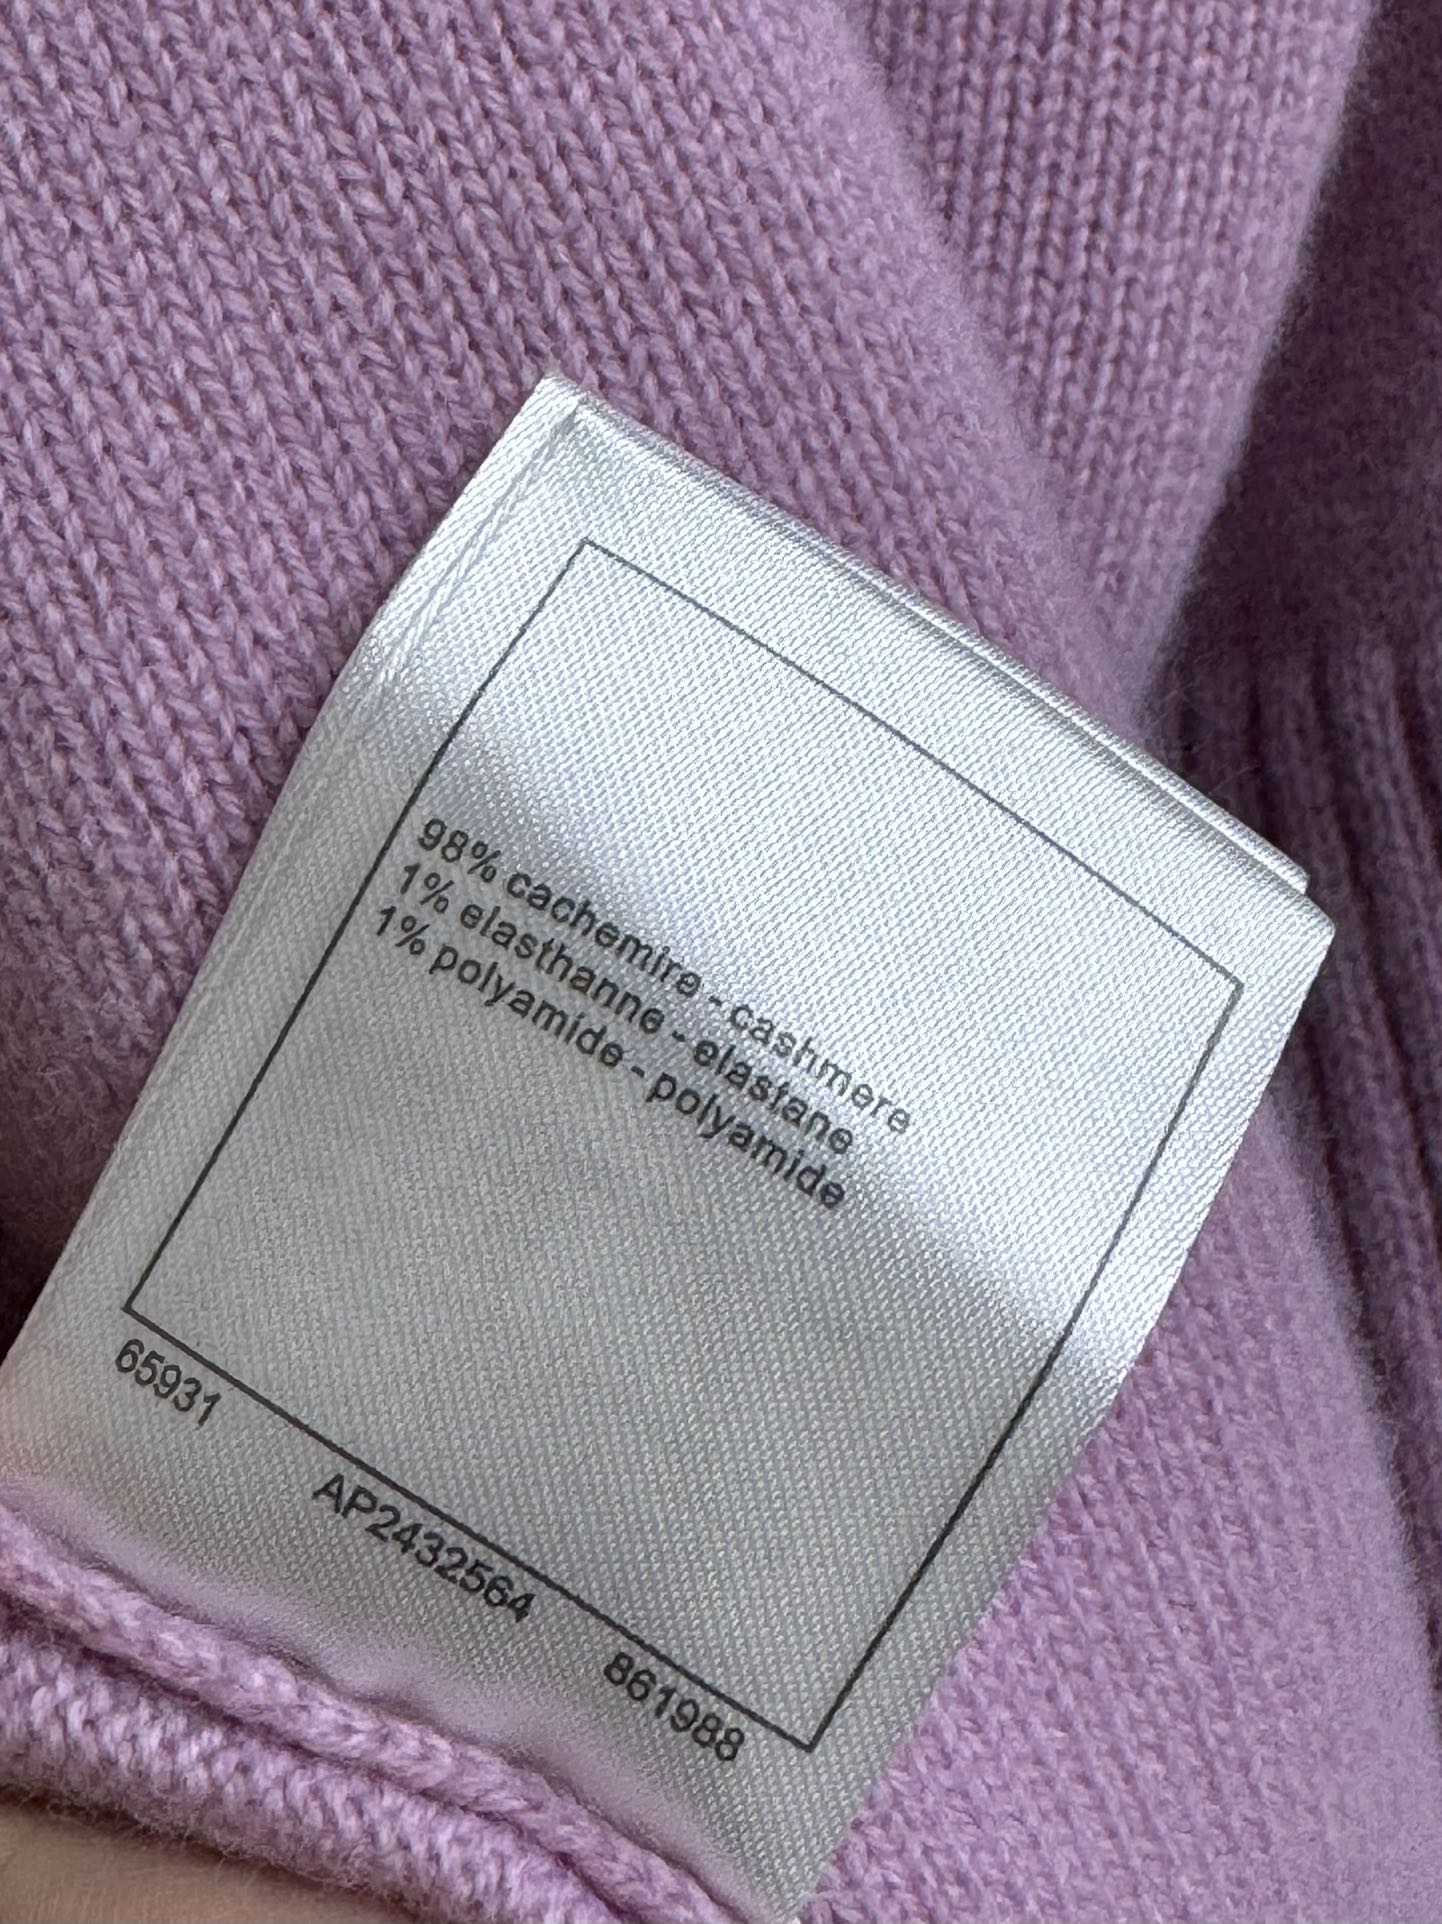 98% cachemire - cashmere
1% elasthanne - elastane
1% polyamide - polyamide
65931 AP2432564 861988